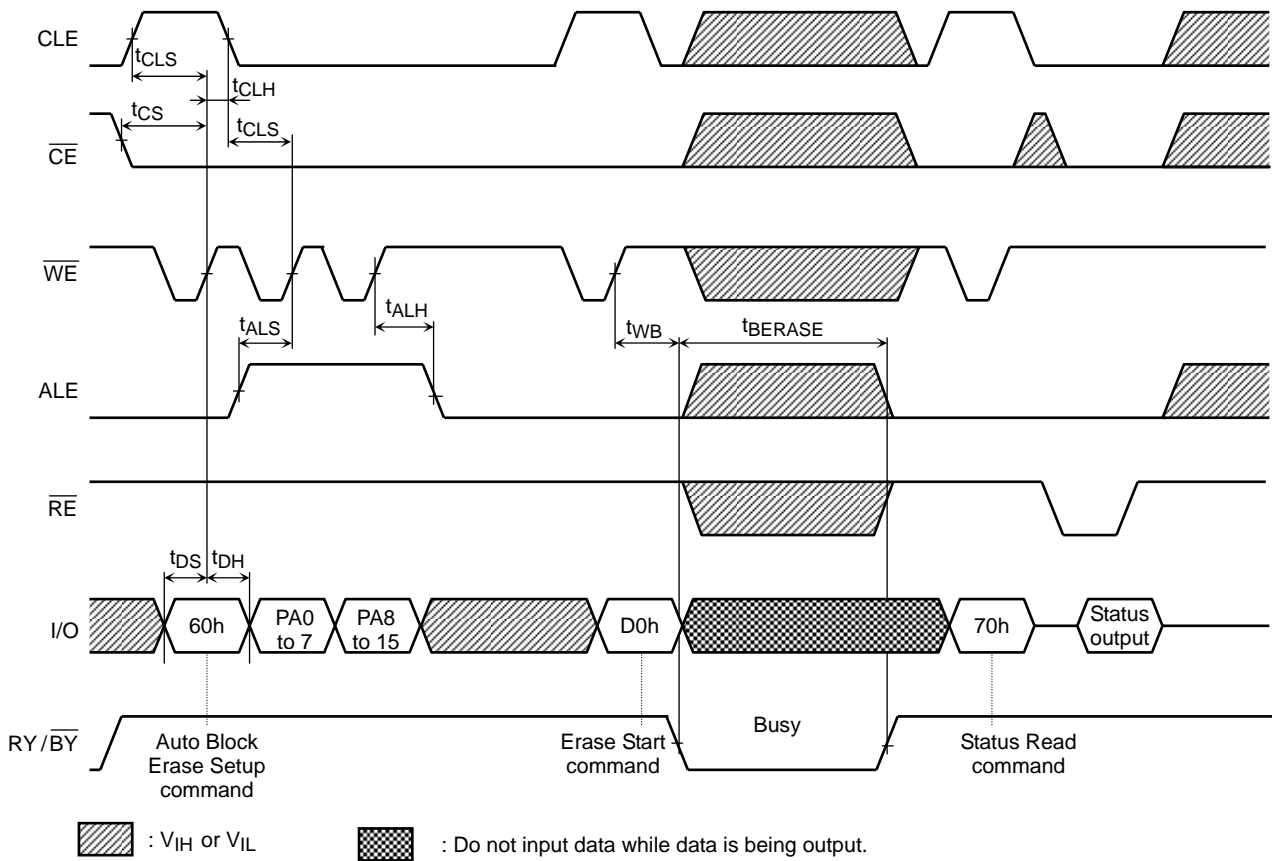 CLE
tCLS
tCLH
tCS
tCLS
CE
WE
tALS
tALH
tWB
tBERASE
ALE
RE
tDS
tDH
I/O
60h
PA0
to 7
PA8
to 15
D0h
70h
Status
output
RY/BY
Busy
Auto Block
Erase Setup
command
Erase Start
command
Status Read
command
: VIH or VIL
: Do not input data while data is being output.